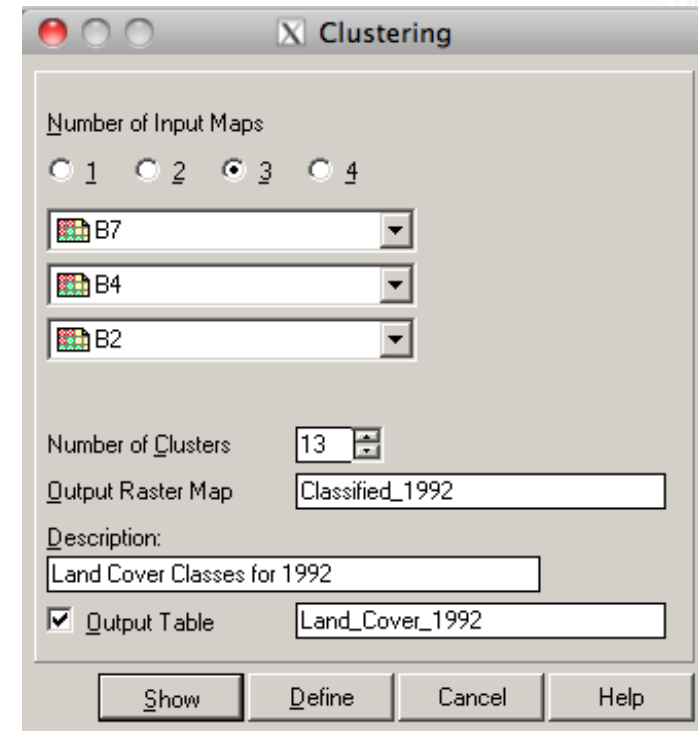 Clustering
Number of Input Maps
1 2 3 4
B7
B4
B2
Number of Clusters 13
Output Raster Map Classified_1992
Description:
Land Cover Classes for 1992
Output Table Land_Cover_1992
Show Define Cancel Help